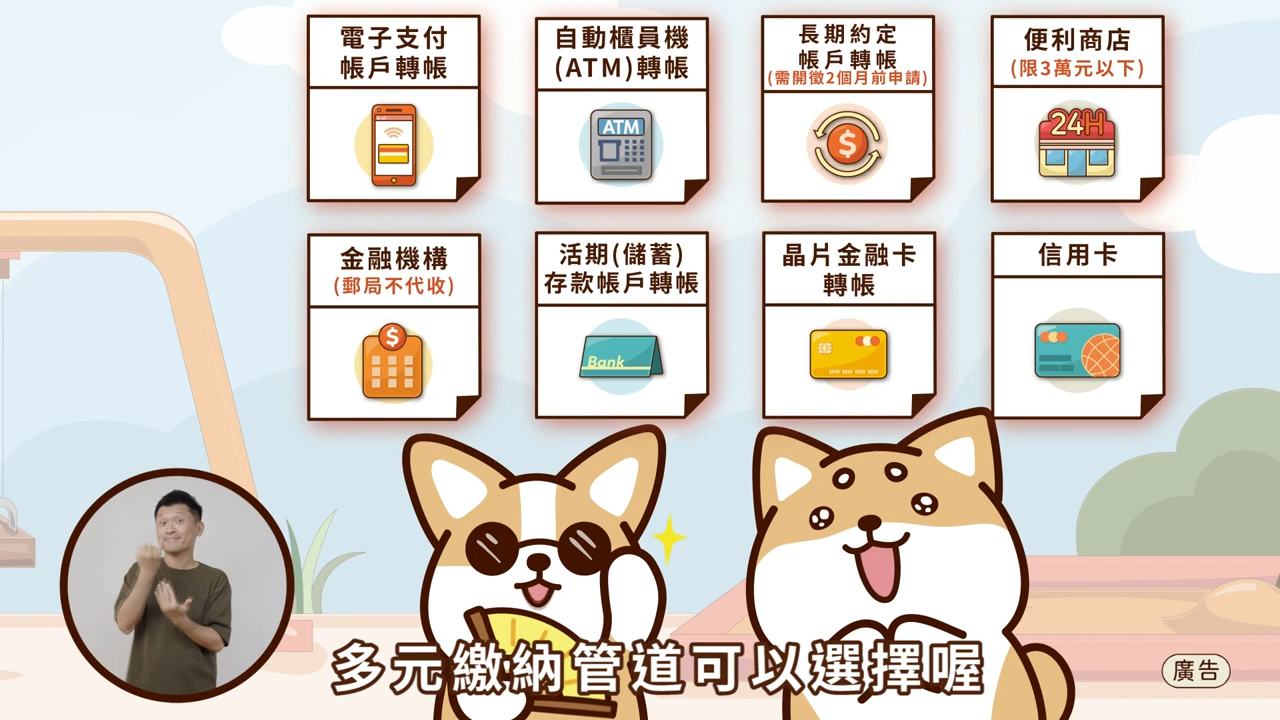 電子支付
帳戶轉帳
自動櫃員機
(ATM)轉帳
ATM
長期約定
帳戶轉帳
(需開徵2個月前申請)
便利商店
(限3萬元以下)
24H
金融機構
(郵局不代收)
活期(儲蓄)
存款帳戶轉帳
Bank
晶片金融卡
轉帳
信用卡
多元繳納管道可以選擇喔
廣告